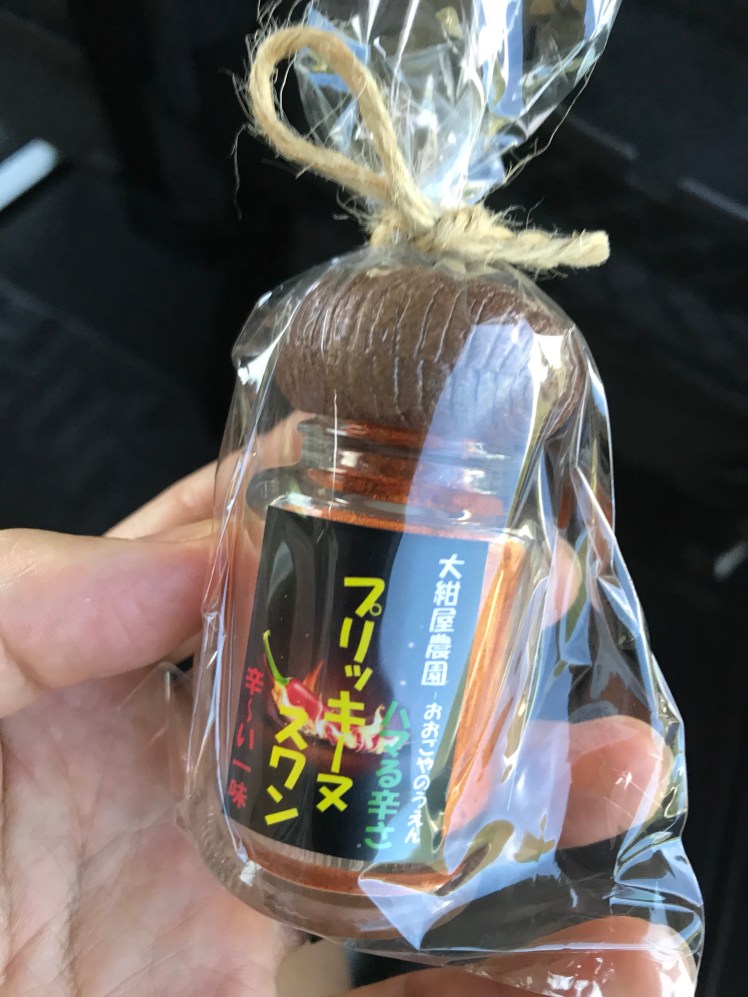 大紺屋農園-おおごやのうえん
ハマる辛さ
プリッキーヌ
スワン
辛〜い一味